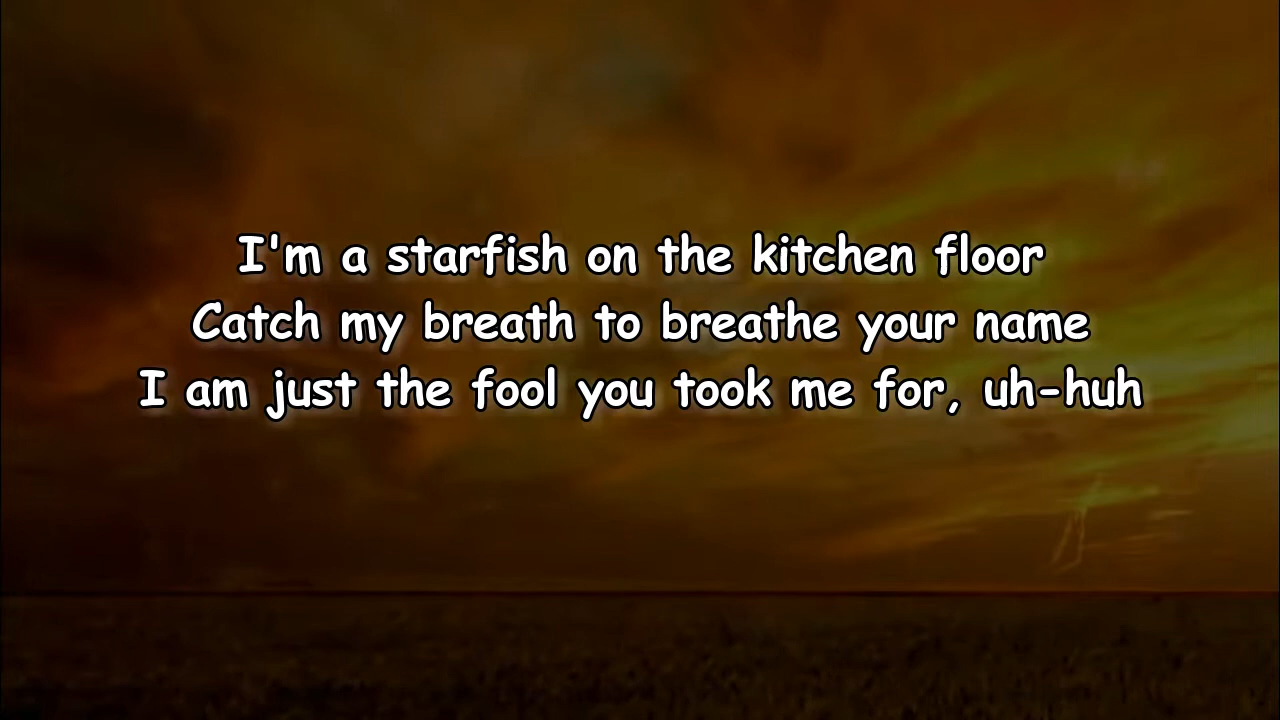 I'm a starfish on the kitchen floor
Catch my breath to breathe your name
I am just the fool you took me for, uh-huh